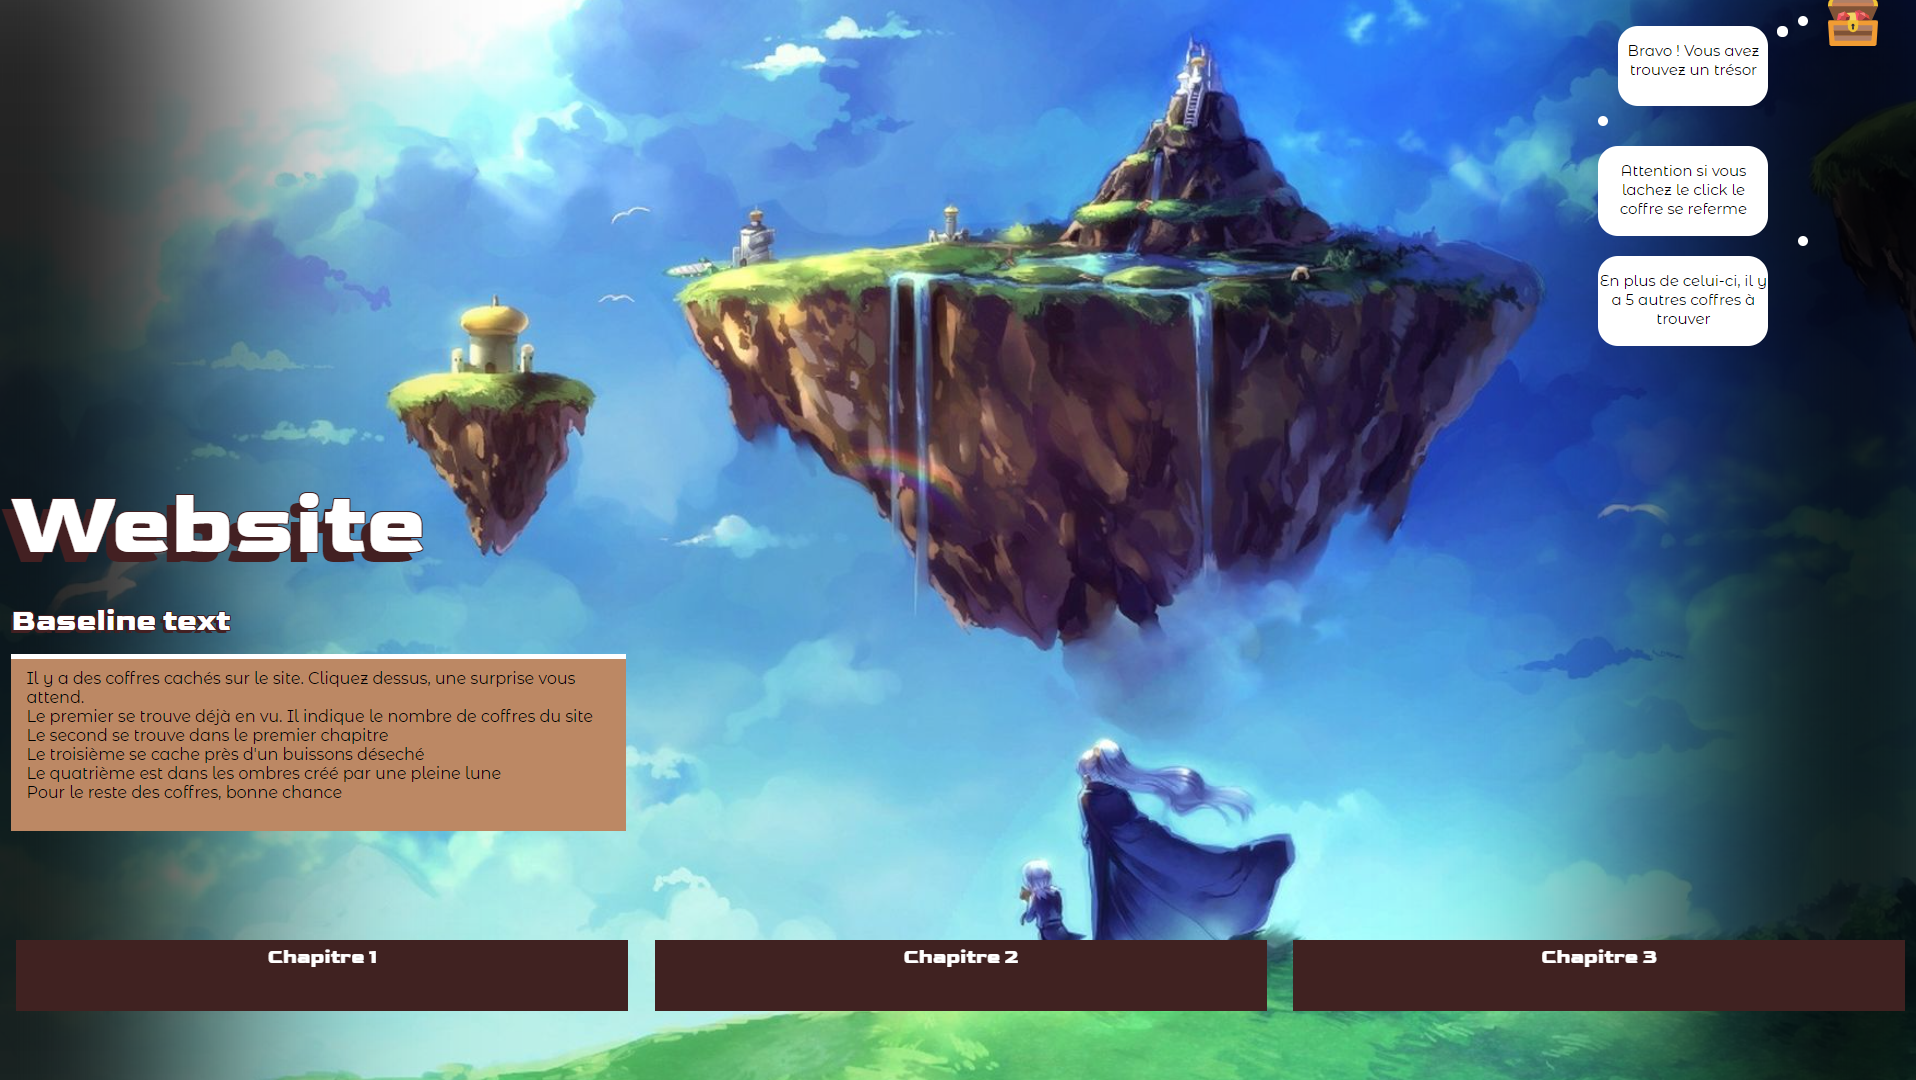 Bravo ! Vous avez
trouvez un trésor
Attention si vous
lachez le click le
coffre se referme
En plus de celui-ci, il y
a 5 autres coffres à
trouver
Website
Baseline text
Il y a des coffres cachés sur le site. Cliquez dessus, une surprise vous
attend.
Le premier se trouve déjà en vu. Il indique le nombre de coffres du site
Le second se trouve dans le premier chapitre
Le troisième se cache près d'un buissons déseché
Le quatrième est dans les ombres créé par une pleine lune
Pour le reste des coffres, bonne chance
Chapitre 1
Chapitre 2
Chapitre 3